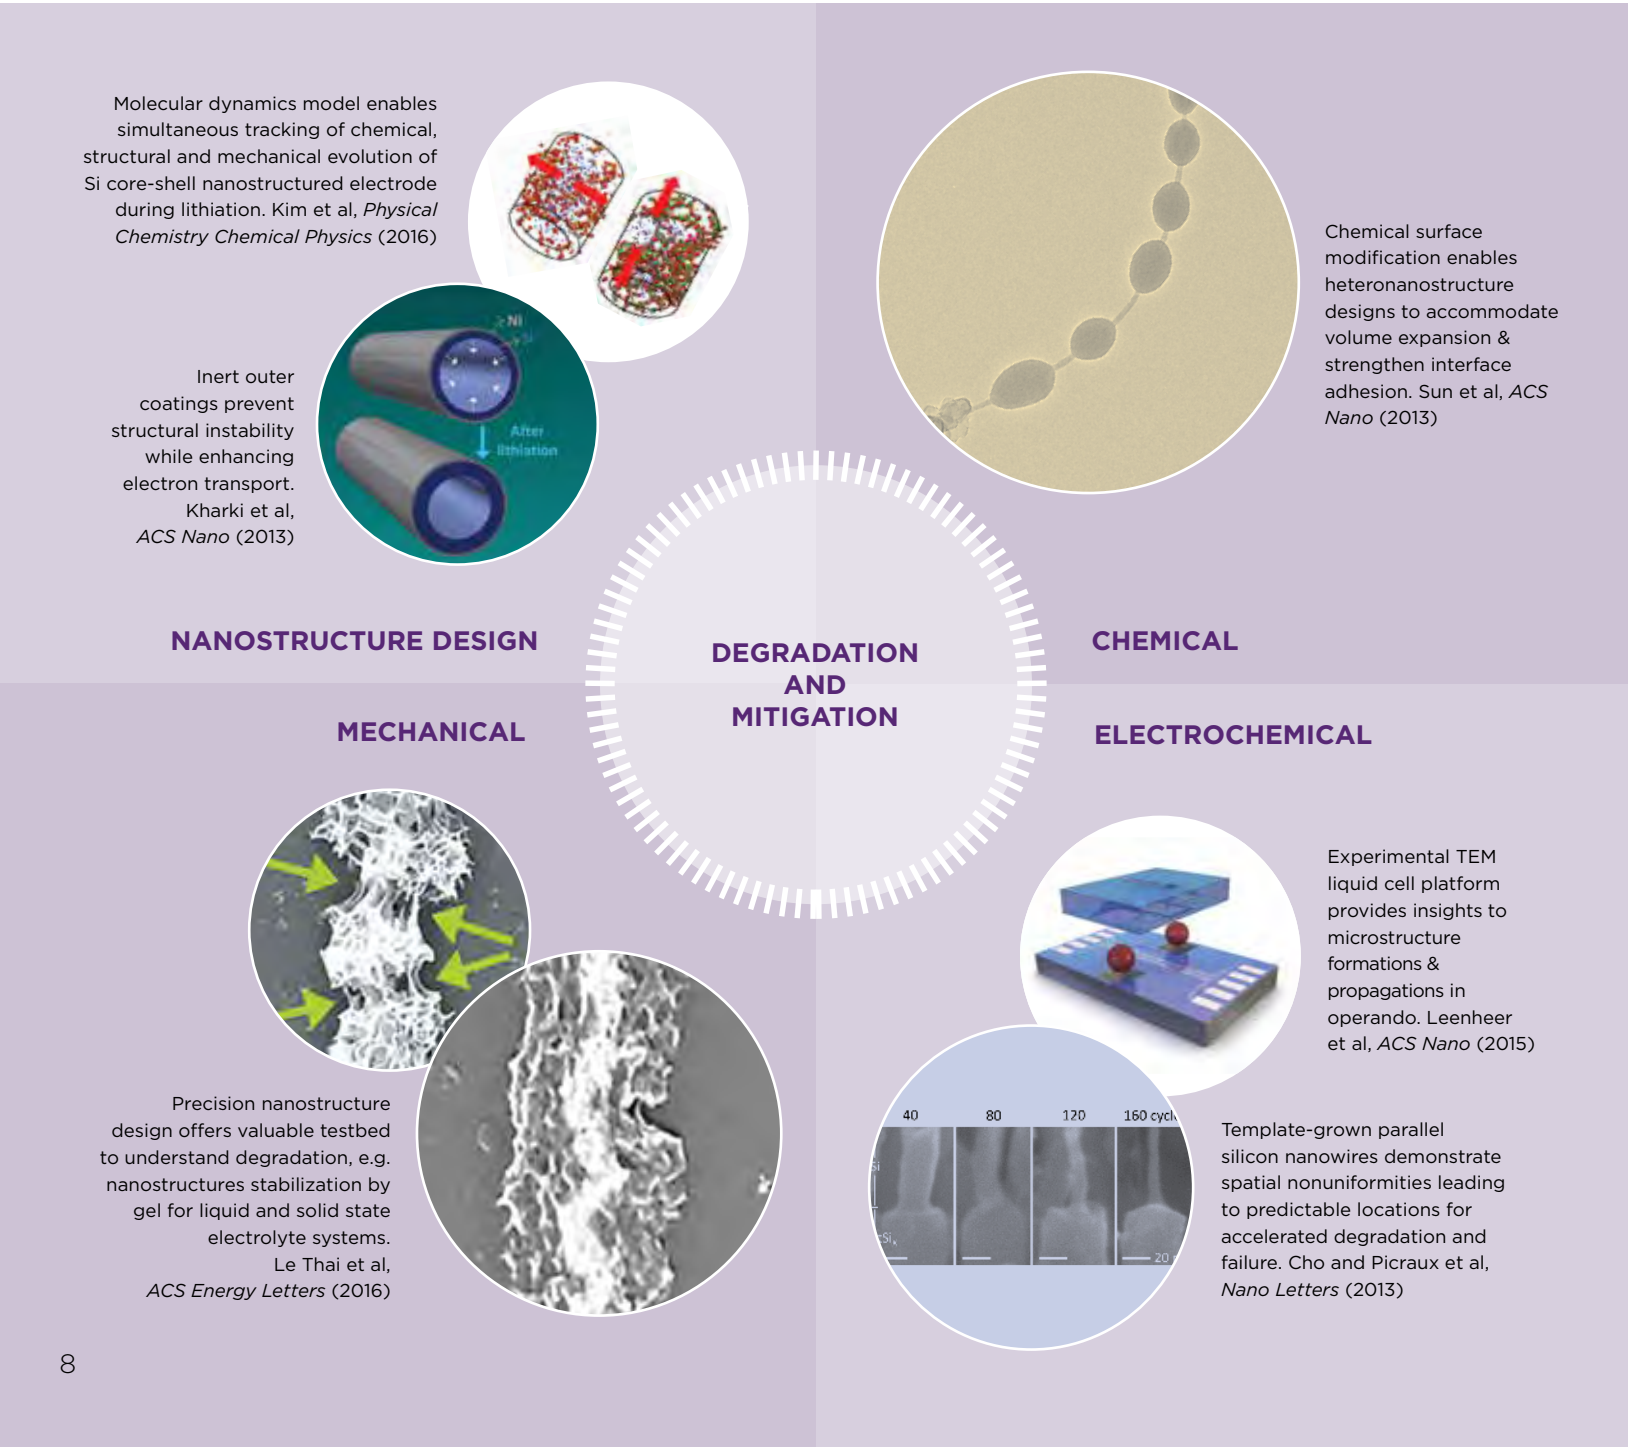 Molecular dynamics model enables
simultaneous tracking of chemical,
structural and mechanical evolution of
Si core-shell nanostructured electrode
during lithiation. Kim et al, Physical
Chemistry Chemical Physics (2016)
Ni
Si
After
lithiation
Inert outer
coatings prevent
structural instability
while enhancing
electron transport.
Kharki et al,
ACS Nano (2013)
NANOSTRUCTURE DESIGN
Chemical surface
modification enables
heteronanostructure
designs to accommodate
volume expansion &
strengthen interface
adhesion. Sun et al, ACS
Nano (2013)
CHEMICAL
DEGRADATION
AND
MITIGATION
MECHANICAL
Precision nanostructure
design offers valuable testbed
to understand degradation, e.g.
nanostructures stabilization by
gel for liquid and solid state
electrolyte systems.
Le Thai et al,
ACS Energy Letters (2016)
ELECTROCHEMICAL
Experimental TEM
liquid cell platform
provides insights to
microstructure
formations &
propagations in
operando. Leenheer
et al, ACS Nano (2015)
40 80 120 160
Si
20
Template-grown parallel
silicon nanowires demonstrate
spatial nonuniformities leading
to predictable locations for
accelerated degradation and
failure. Cho and Picraux et al,
Nano Letters (2013)
8